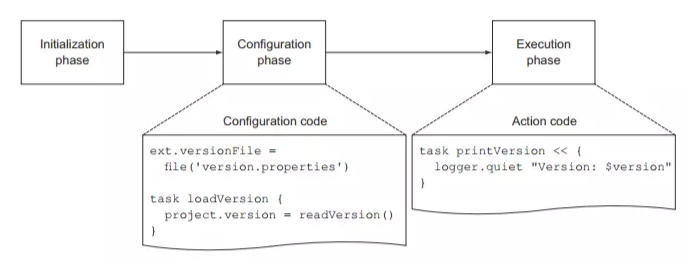 Initialization
phase
Configuration
phase
Execution
phase
Configuration code
ext.versionFile =
file('version.properties')
task loadVersion {
project.version = readVersion()
}
Action code
task printVersion << {
logger.quiet "Version: $version"
}